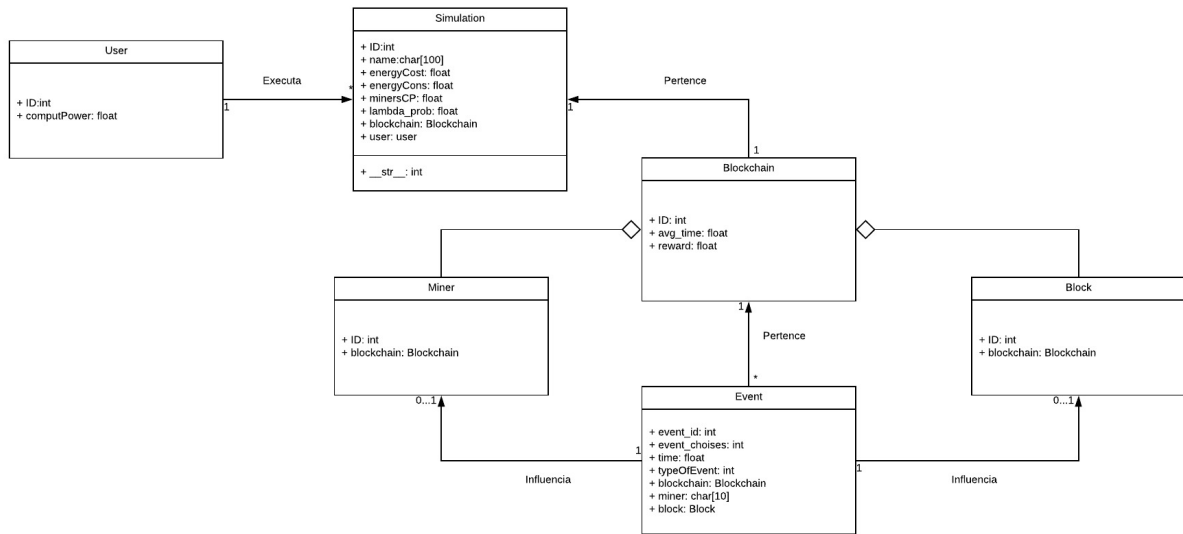 Simulation
+ ID:int
+ name:char[100]
+ energyCost: float
+ energyCons: float
+ minersCP: float
+ lambda_prob: float
+ blockchain: Blockchain
+ user: user
+ __str__: int
User
+ ID:int
+ computPower: float
Executa
1
*
Pertence
1
1
Blockchain
+ ID: int
+ avg_time: float
+ reward: float
Miner
+ ID: int
+ blockchain: Blockchain
Block
+ ID: int
+ blockchain: Blockchain
1
Pertence
*
Event
+ event_id: int
+ event_choises: int
+ time: float
+ typeOfEvent: int
+ blockchain: Blockchain
+ miner: char[10]
+ block: Block
0...1
1
Influencia
0...1
1
Influencia